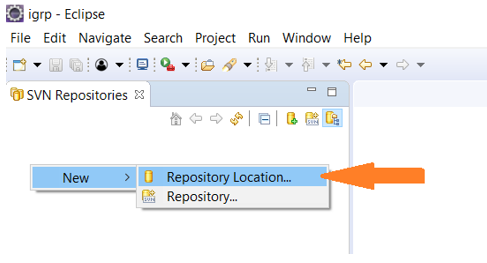 igrp - Eclipse
File Edit Navigate Search Project Run Window Help
SVN Repositories
New
Repository Location...
Repository...